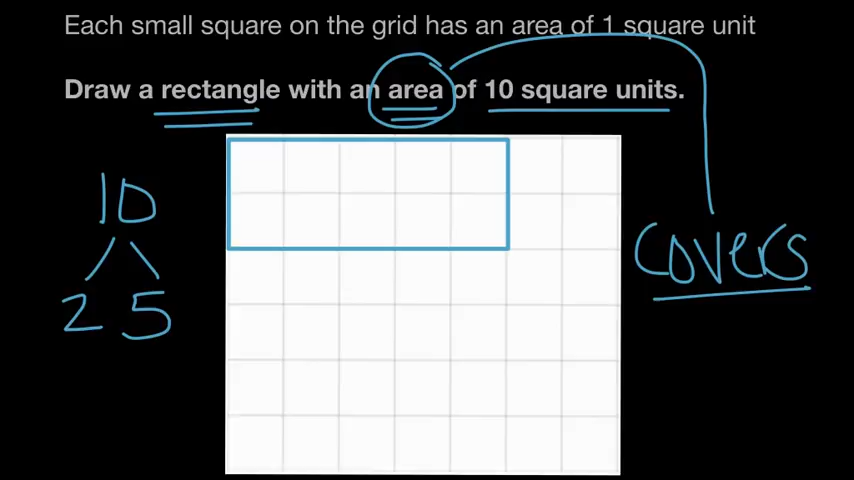 Each small square on the grid has an area of 1 square unit
Draw a rectangle with an area of 10 square units.
10
2 5
covers